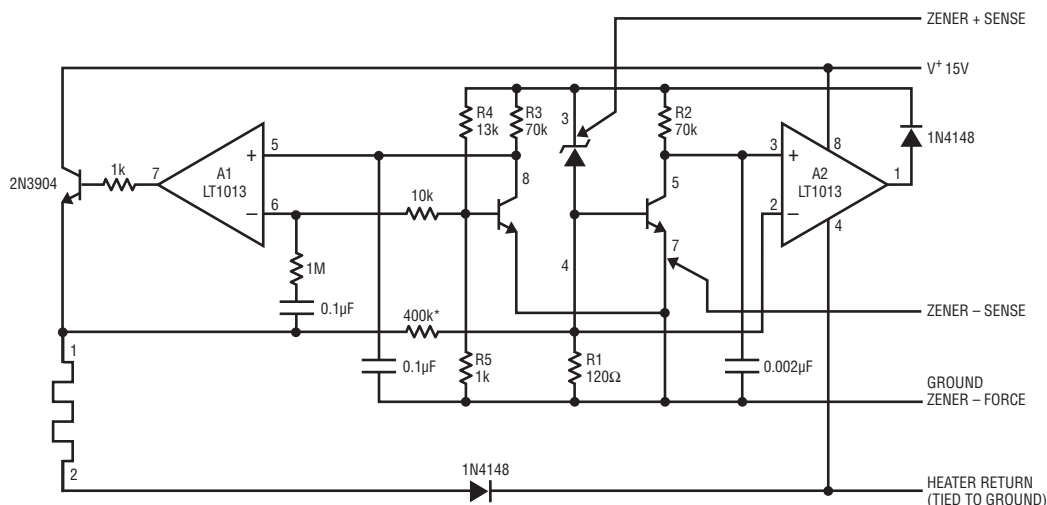 ZENER + SENSE
V+ 15V
R4
13k
R3
70k
3
R2
70k
1N4148
5
A1
LT1013
+
7
1k
2N3904
8
5
3
+
A2
LT1013
8
1
6
–
10k
2
–
4
7
4
1M
0.1µF
400k*
ZENER – SENSE
1
0.1µF
R5
1k
R1
120Ω
0.002µF
GROUND
ZENER – FORCE
2
1N4148
HEATER RETURN
(TIED TO GROUND)